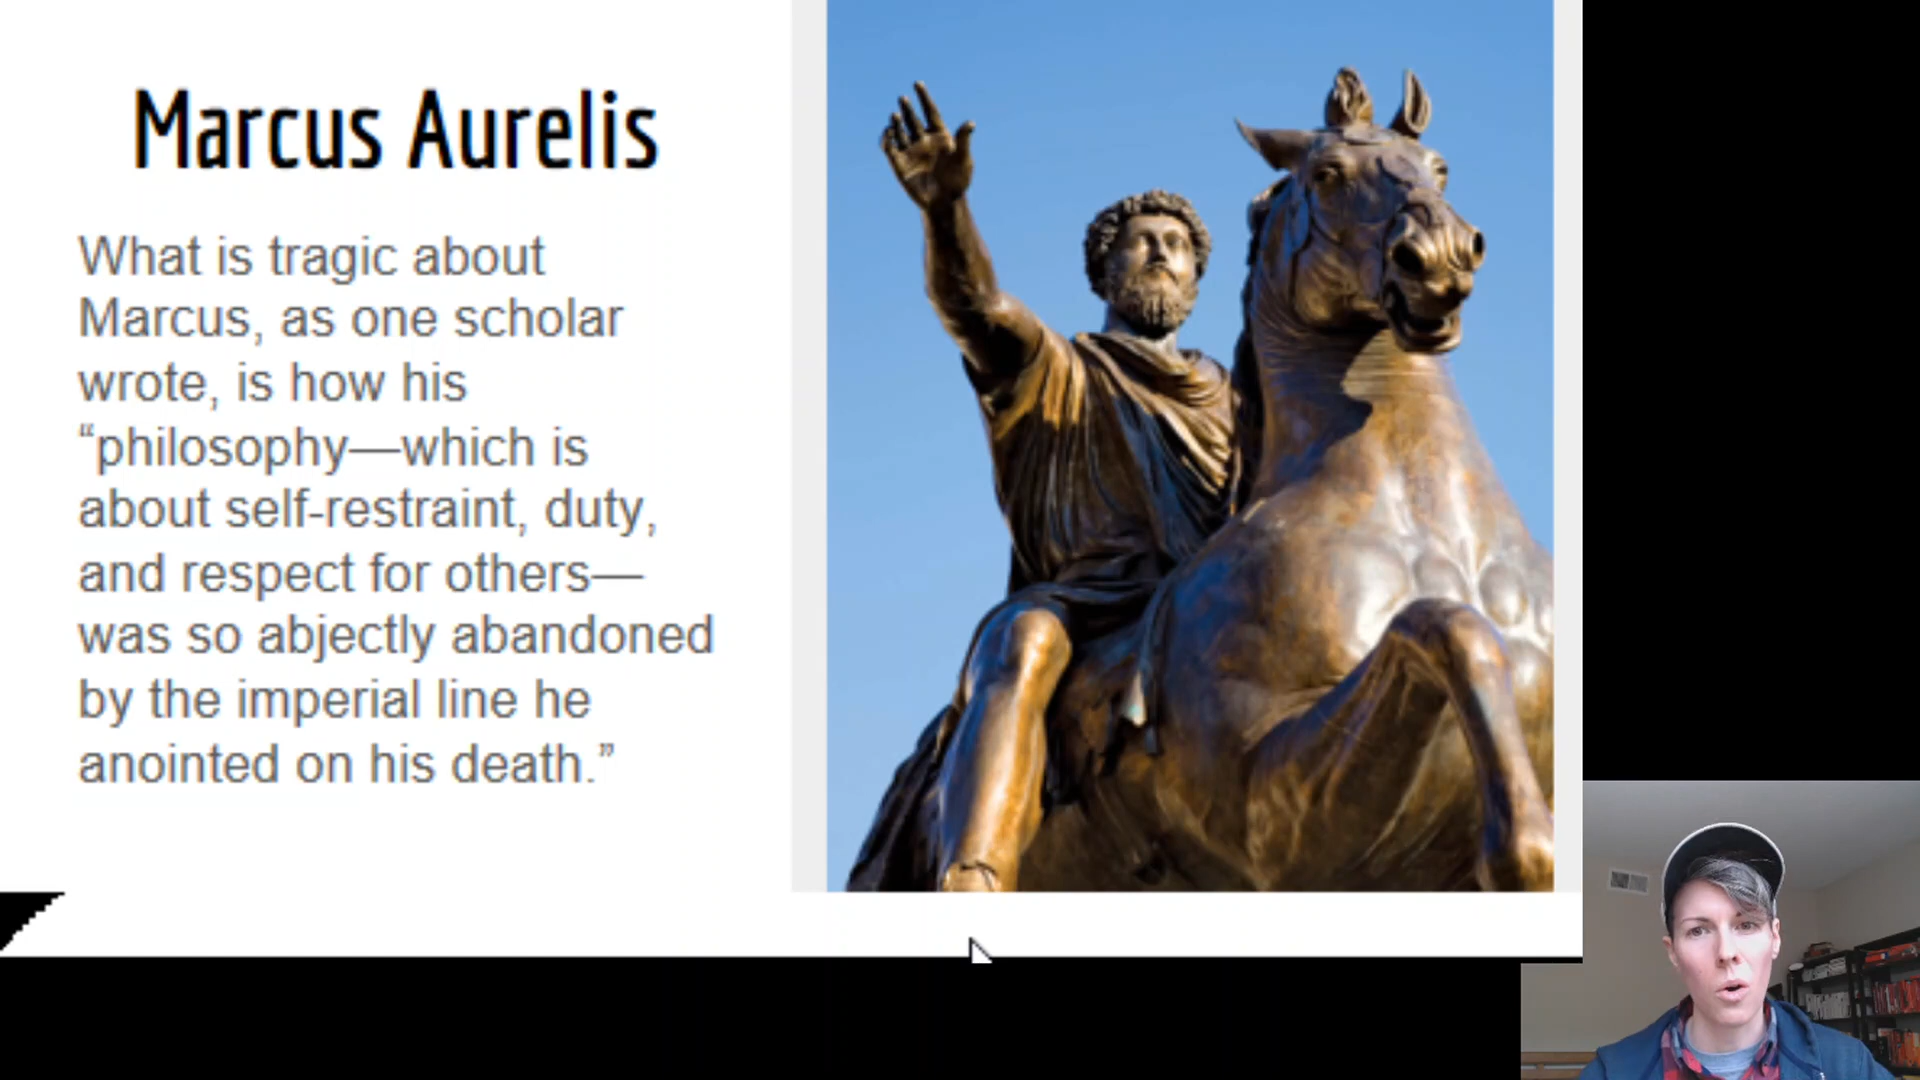 Marcus Aurelis
What is tragic about
Marcus, as one scholar
wrote, is how his
“philosophy—which is
about self-restraint, duty,
and respect for others—
was so abjectly abandoned
by the imperial line he
anointed on his death.”